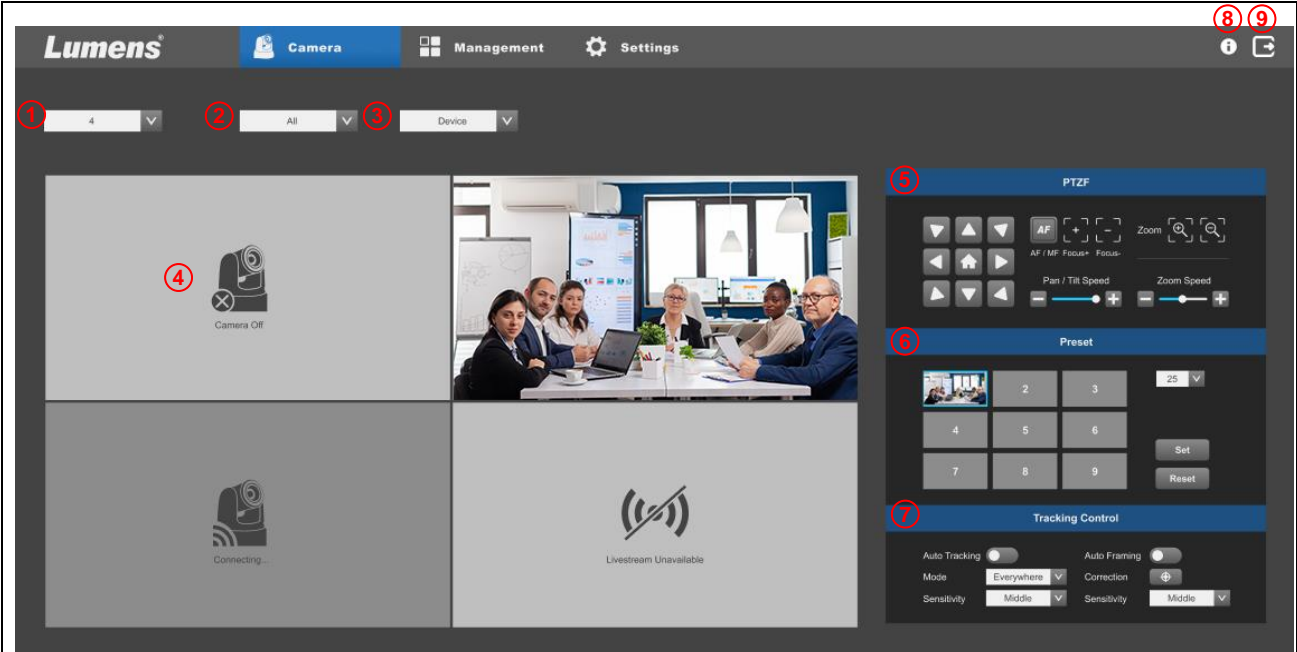 ⑧ ⑨
Lumens® Camera Management Settings
① 4 ② All ③ Device
④
Camera Off
Connecting...
Livestream Unavailable
⑤ PTZF
AF Zoom
AF / MF Focus+ Focus-
Pan / Tilt Speed Zoom Speed
⑥ Preset
2 3 25
4 5 6
Set
7 8 9
Reset
⑦ Tracking Control
Auto Tracking Auto Framing
Mode Everywhere Correction
Sensitivity Middle Sensitivity Middle